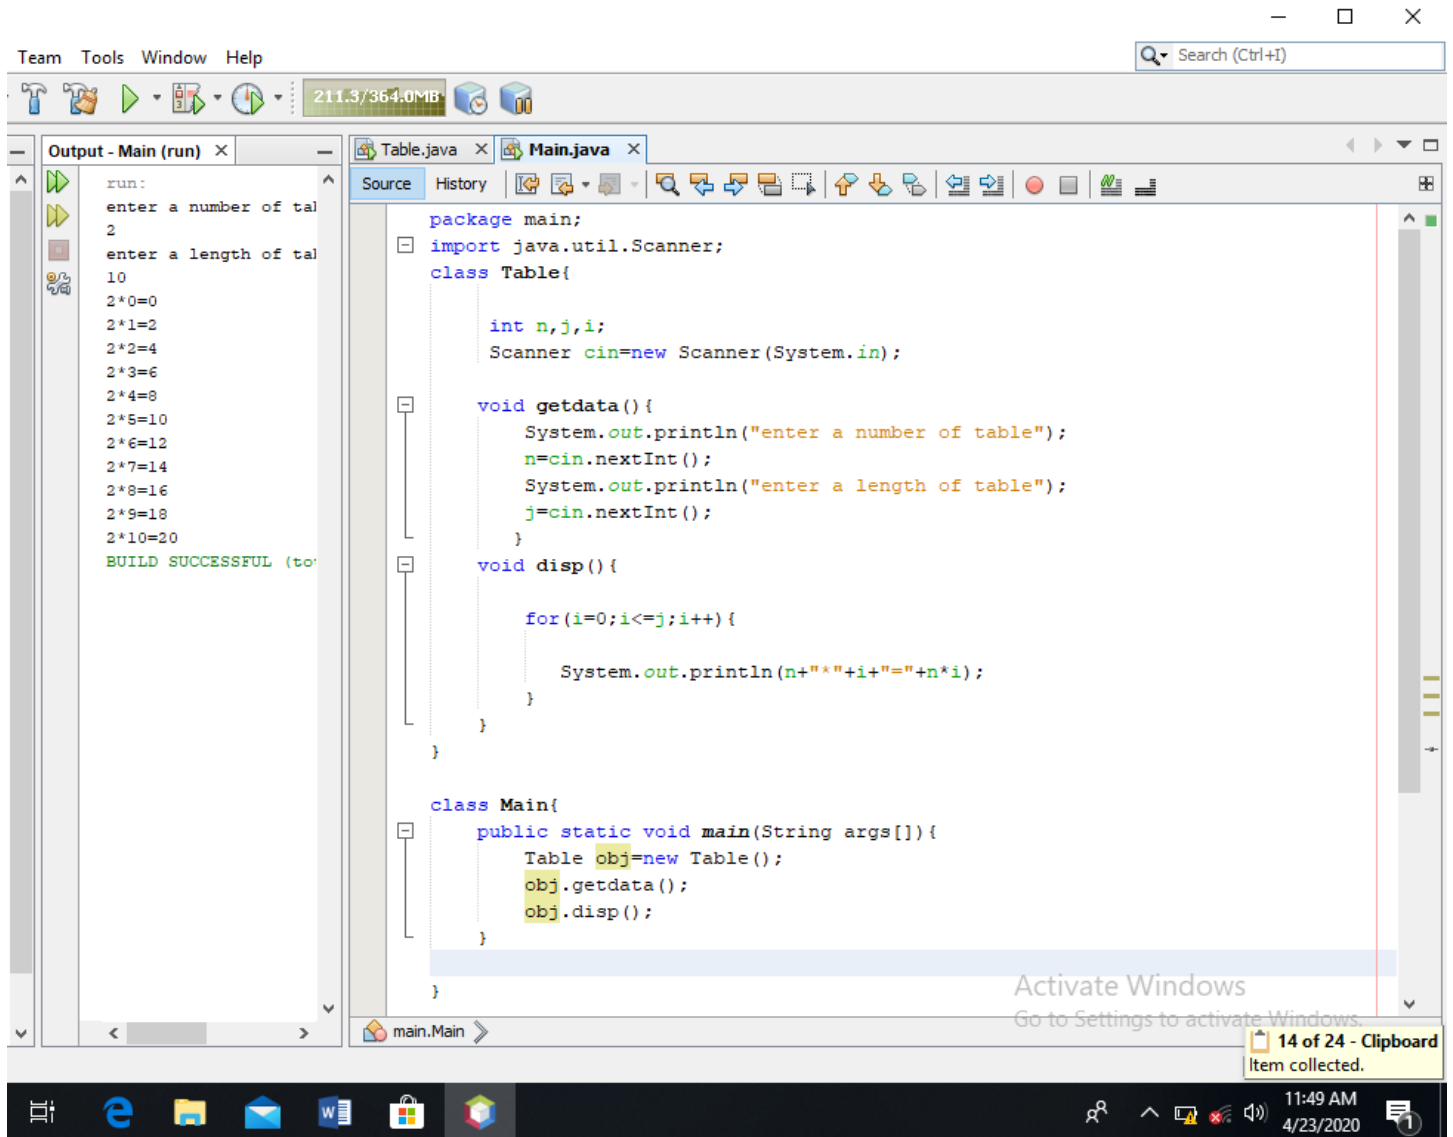 Team Tools Window Help
Search (Ctrl+I)
211.3/364.0MB
Output - Main (run)
run:
enter a number of tal
2
enter a length of tal
10
2*0=0
2*1=2
2*2=4
2*3=6
2*4=8
2*5=10
2*6=12
2*7=14
2*8=16
2*9=18
2*10=20
BUILD SUCCESSFUL (to
Table.java Main.java
Source History
package main;
import java.util.Scanner;
class Table{
int n,j,i;
Scanner cin=new Scanner(System.in);
void getdata(){
System.out.println("enter a number of table");
n=cin.nextInt();
System.out.println("enter a length of table");
j=cin.nextInt();
}
void disp(){
for(i=0;i<=j;i++){
System.out.println(n+"*"+i+"="+n*i);
}
}
}
class Main{
public static void main(String args[]){
Table obj=new Table();
obj.getdata();
obj.disp();
}
}
main.Main
Activate Windows
Go to Settings to activate Windows.
14 of 24 - Clipboard
Item collected.
11:49 AM
4/23/2020
1